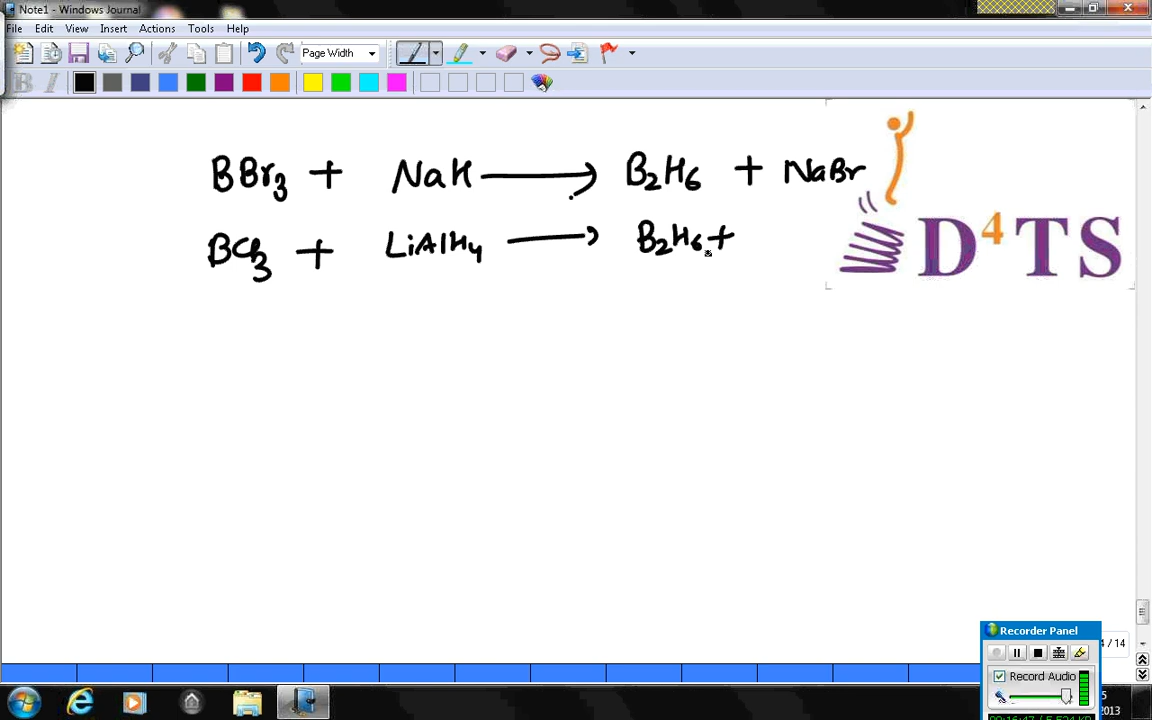 Note1 - Windows Journal
File Edit View Insert Actions Tools Help
Page Width
B I
BBr3 + NaH → B2H6 + NaBr
BCl3 + LiAlH4 → B2H6 +
D4TS
Recorder Panel
/ 14
Record Audio
2013